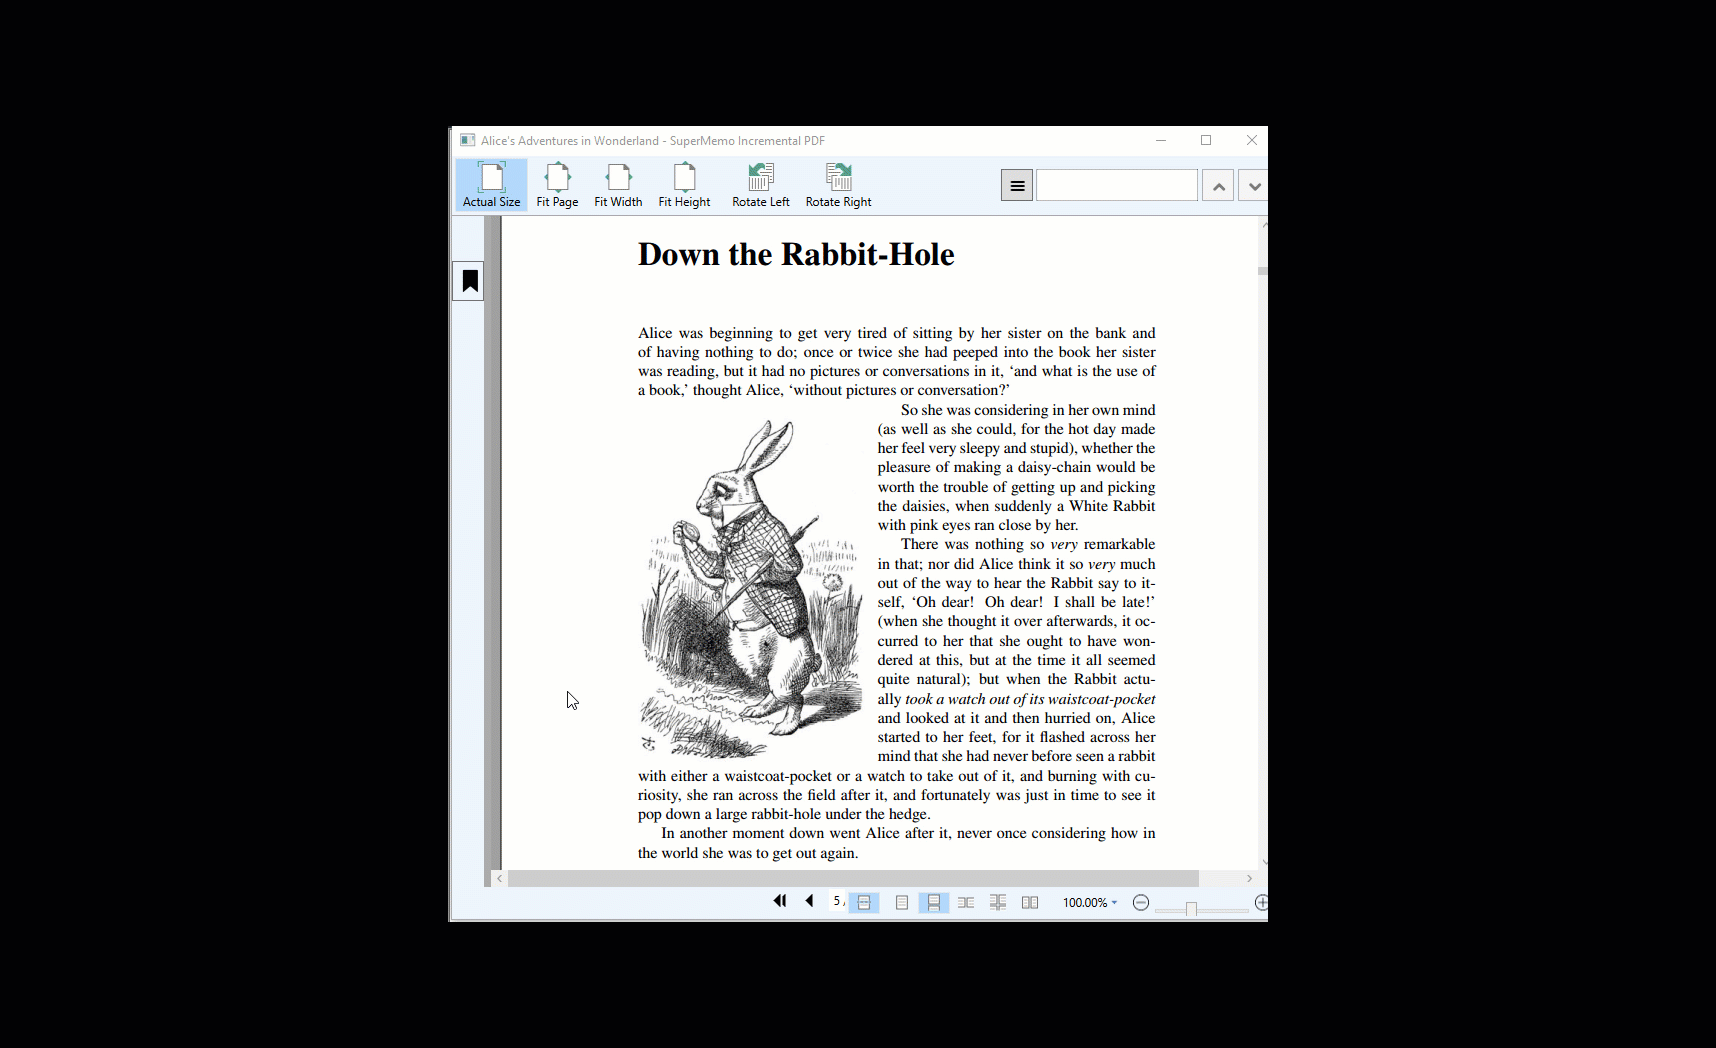 Alice's Adventures in Wonderland - SuperMemo Incremental PDF
Actual Size Fit Page Fit Width Fit Height Rotate Left Rotate Right
Down the Rabbit-Hole
Alice was beginning to get very tired of sitting by her sister on the bank and
of having nothing to do; once or twice she had peeped into the book her sister
was reading, but it had no pictures or conversations in it, ‘and what is the use of
a book,’ thought Alice, ‘without pictures or conversation?’
So she was considering in her own mind
(as well as she could, for the hot day made
her feel very sleepy and stupid), whether the
pleasure of making a daisy-chain would be
worth the trouble of getting up and picking
the daisies, when suddenly a White Rabbit
with pink eyes ran close by her.
There was nothing so very remarkable
in that; nor did Alice think it so very much
out of the way to hear the Rabbit say to it-
self, ‘Oh dear! Oh dear! I shall be late!’
(when she thought it over afterwards, it oc-
curred to her that she ought to have won-
dered at this, but at the time it all seemed
quite natural); but when the Rabbit actu-
ally took a watch out of its waistcoat-pocket
and looked at it and then hurried on, Alice
started to her feet, for it flashed across her
mind that she had never before seen a rabbit
with either a waistcoat-pocket or a watch to take out of it, and burning with cu-
riosity, she ran across the field after it, and fortunately was just in time to see it
pop down a large rabbit-hole under the hedge.
In another moment down went Alice after it, never once considering how in
the world she was to get out again.
5 / 100.00%